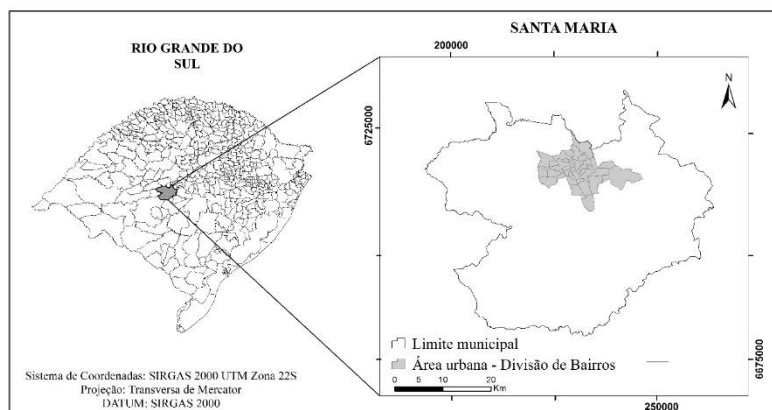 RIO GRANDE DO
SUL
SANTA MARIA
200000
N
6725000
Limite municipal
Área urbana - Divisão de Bairros
0 5 10 20
Km
250000
6675000
Sistema de Coordenadas: SIRGAS 2000 UTM Zona 22S
Projeção: Transversa de Mercator
DATUM: SIRGAS 2000